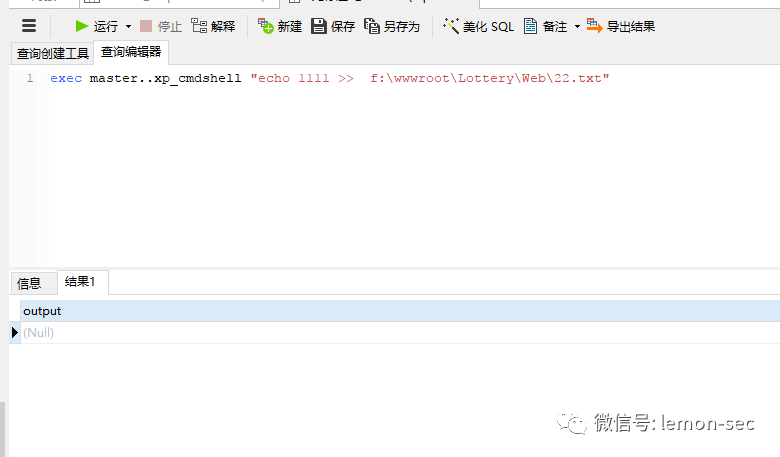 运行 停止 解释 新建 保存 另存为 美化 SQL 备注 导出结果
查询创建工具 查询编辑器
1 exec master..xp_cmdshell "echo 1111 >>  f:\wwwroot\Lottery\Web\22.txt"
信息 结果1
output
(Null)
微信号: lemon-sec